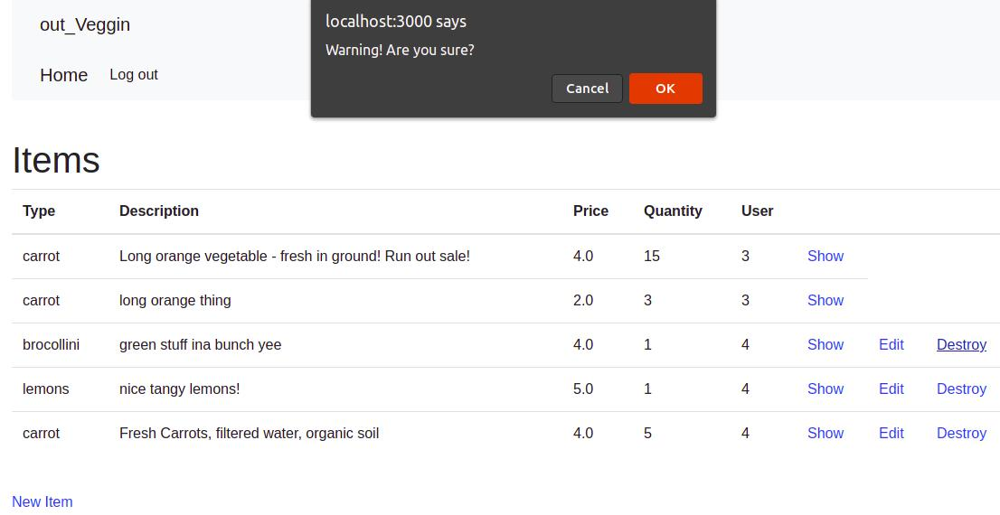 out_Veggin
localhost:3000 says
Warning! Are you sure?
Home Log out
Cancel OK
Items
Type Description Price Quantity User
carrot Long orange vegetable - fresh in ground! Run out sale! 4.0 15 3 Show
carrot long orange thing 2.0 3 3 Show
brocollini green stuff ina bunch yee 4.0 1 4 Show Edit Destroy
lemons nice tangy lemons! 5.0 1 4 Show Edit Destroy
carrot Fresh Carrots, filtered water, organic soil 4.0 5 4 Show Edit Destroy
New Item